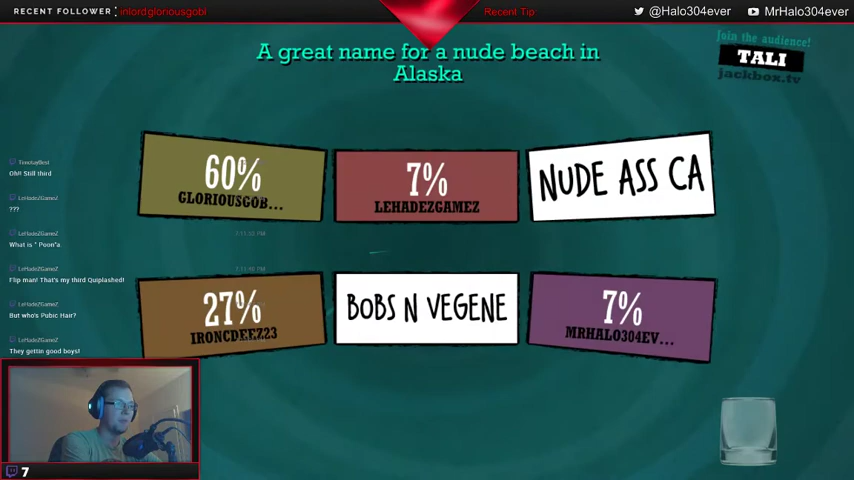 RECENT FOLLOWER
inlordgloriousgobl
Recent Tip
@Halo304ever
MrHalo304ever
A great name for a nude beach in
Alaska
Join the audience!
TALI
jackbox.tv
60%
GLORIOUSGOB...
7%
LEHADEZGAMEZ
NUDE ASS CA
27%
IRONCDEEZ23
BOBS N VEGENE
7%
MRHALO304EV...
TimotayBest
Oh!! Still third
LeHadeZGameZ
???
LeHadeZGameZ
What is " Poon"a
LeHadeZGameZ
Flip man! That's my third Quiplashed!
LeHadeZGameZ
But who's Pubic Hair?
LeHadeZGameZ
They gettin good boys!
7